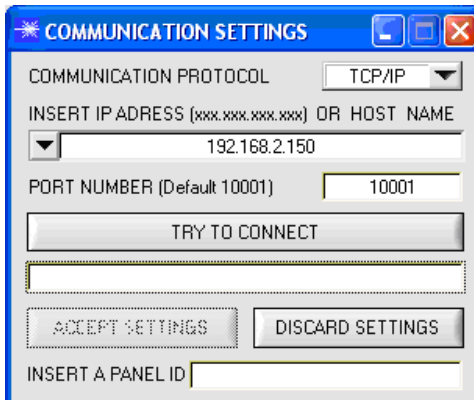 COMMUNICATION SETTINGS
COMMUNICATION PROTOCOL TCP/IP
INSERT IP ADRESS (xxx.xxx.xxx.xxx) OR HOST NAME
192.168.2.150
PORT NUMBER (Default 10001) 10001
TRY TO CONNECT
ACCEPT SETTINGS DISCARD SETTINGS
INSERT A PANEL ID